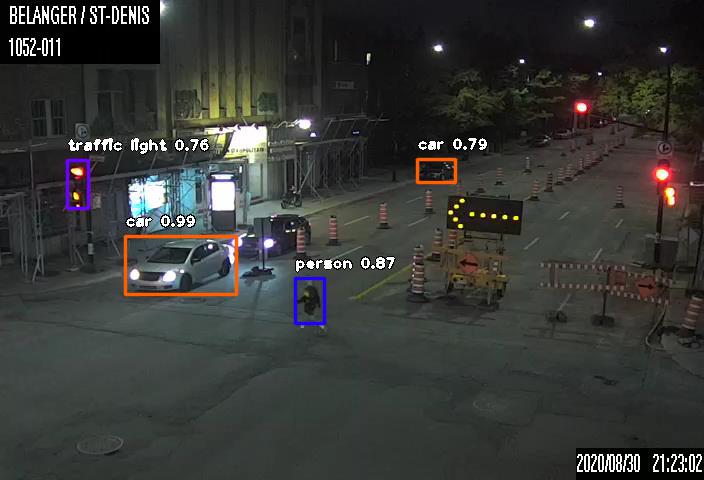 BELANGER / ST-DENIS
1052-011
traffic light 0.76
car 0.79
car 0.99
person 0.87
2020/08/30 21:23:02